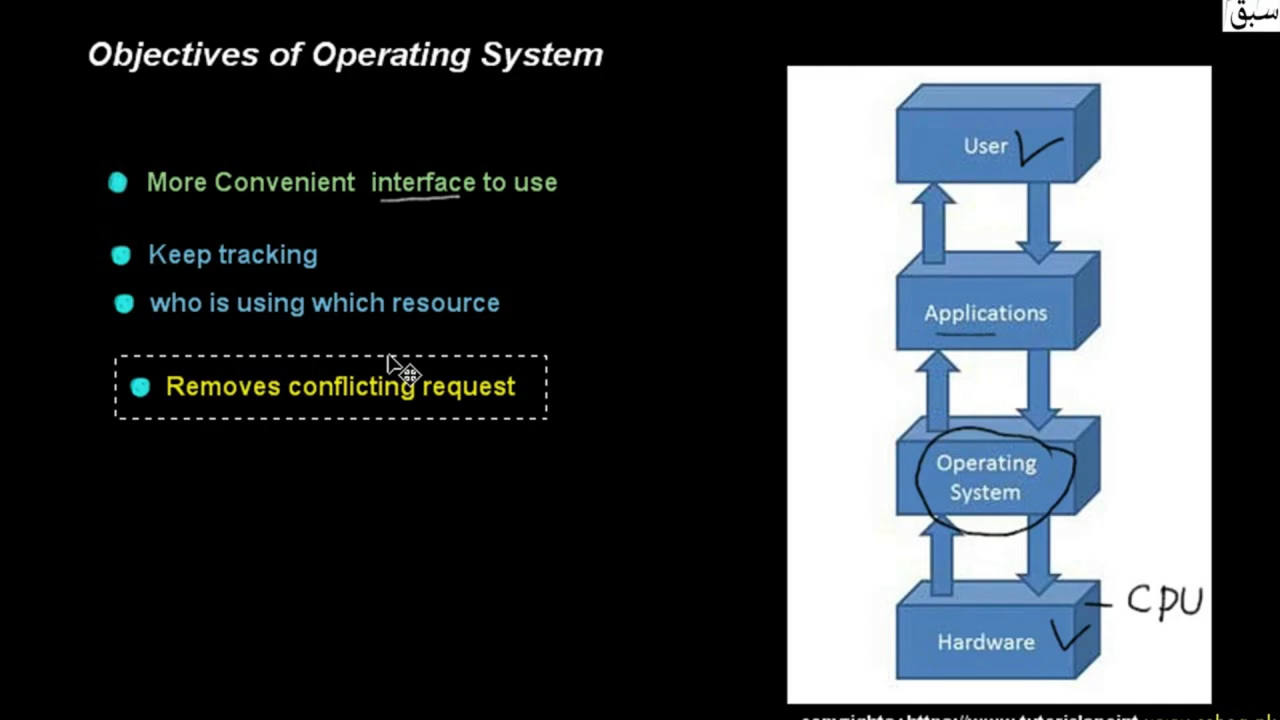 سبق
Objectives of Operating System
More Convenient interface to use
Keep tracking
who is using which resource
Removes conflicting request
User
Applications
Operating
System
CPU
Hardware